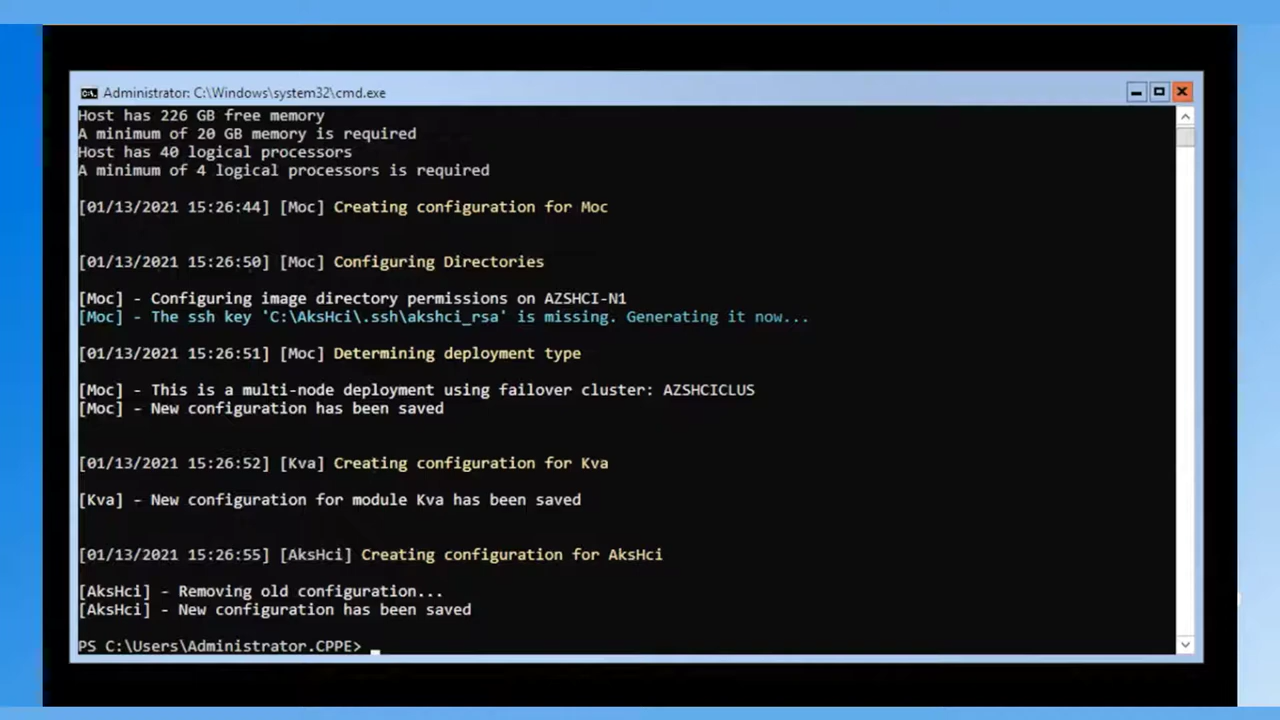 Administrator: C:\Windows\system32\cmd.exe
Host has 226 GB free memory
A minimum of 20 GB memory is required
Host has 40 logical processors
A minimum of 4 logical processors is required
[01/13/2021 15:26:44] [Moc] Creating configuration for Moc
[01/13/2021 15:26:50] [Moc] Configuring Directories
[Moc] - Configuring image directory permissions on AZSHCI-N1
[Moc] - The ssh key 'C:\AksHci\.ssh\akshci_rsa' is missing. Generating it now...
[01/13/2021 15:26:51] [Moc] Determining deployment type
[Moc] - This is a multi-node deployment using failover cluster: AZSHCICLUS
[Moc] - New configuration has been saved
[01/13/2021 15:26:52] [Kva] Creating configuration for Kva
[Kva] - New configuration for module Kva has been saved
[01/13/2021 15:26:55] [AksHci] Creating configuration for AksHci
[AksHci] - Removing old configuration...
[AksHci] - New configuration has been saved
PS C:\Users\Administrator.CPPE>